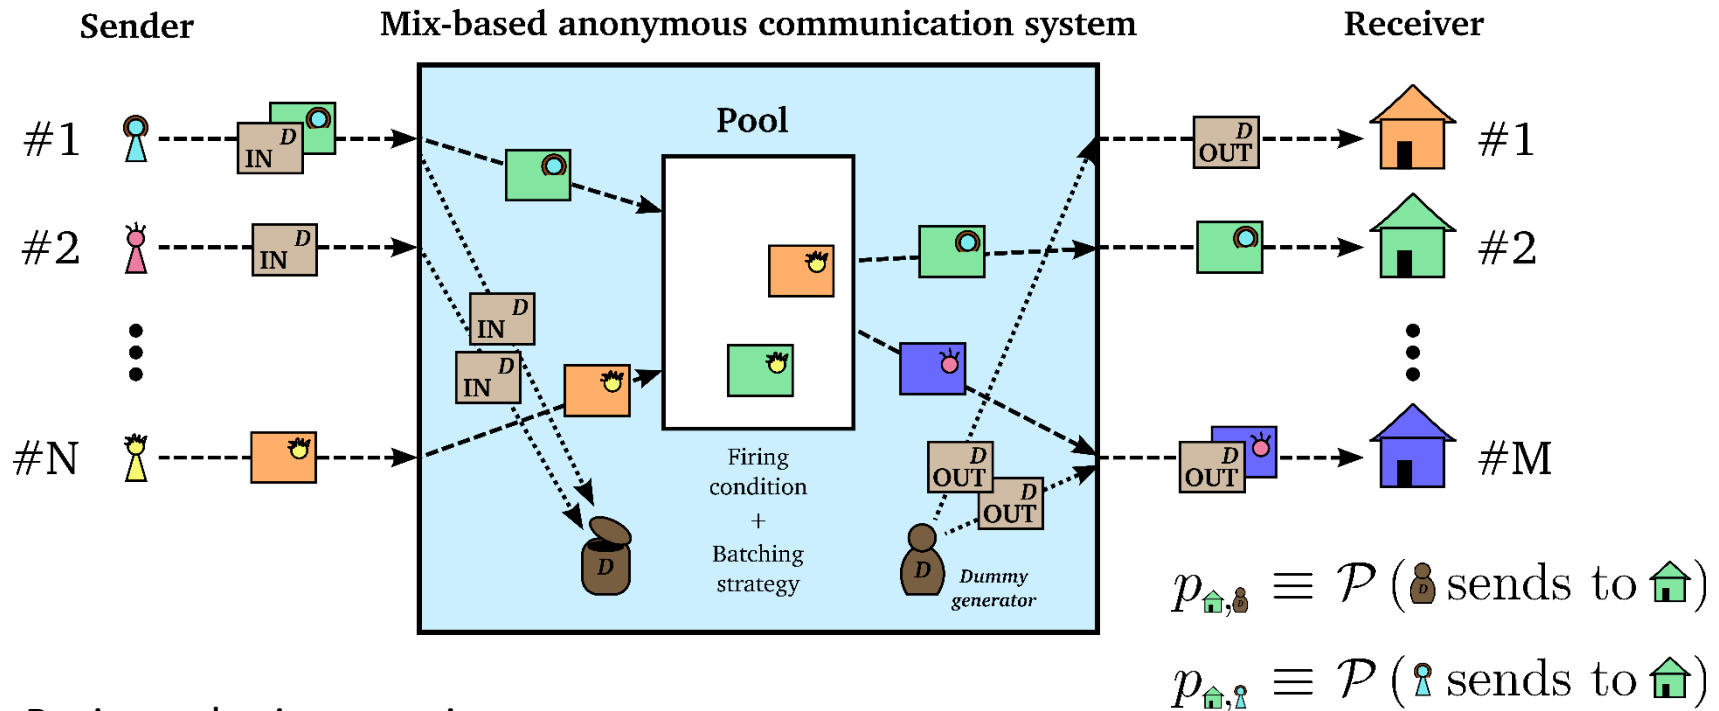 Sender
Mix-based anonymous communication system
Receiver
Pool
#1
D
IN
D
OUT
#1
#2
D
IN
#2
D
IN
D
IN
#N
D
OUT
D
OUT
D
OUT
#M
Firing
condition
+
Batching
strategy
D
D
Dummy
generator
p , D ≡ P ( D sends to )
p , ≡ P ( sends to )